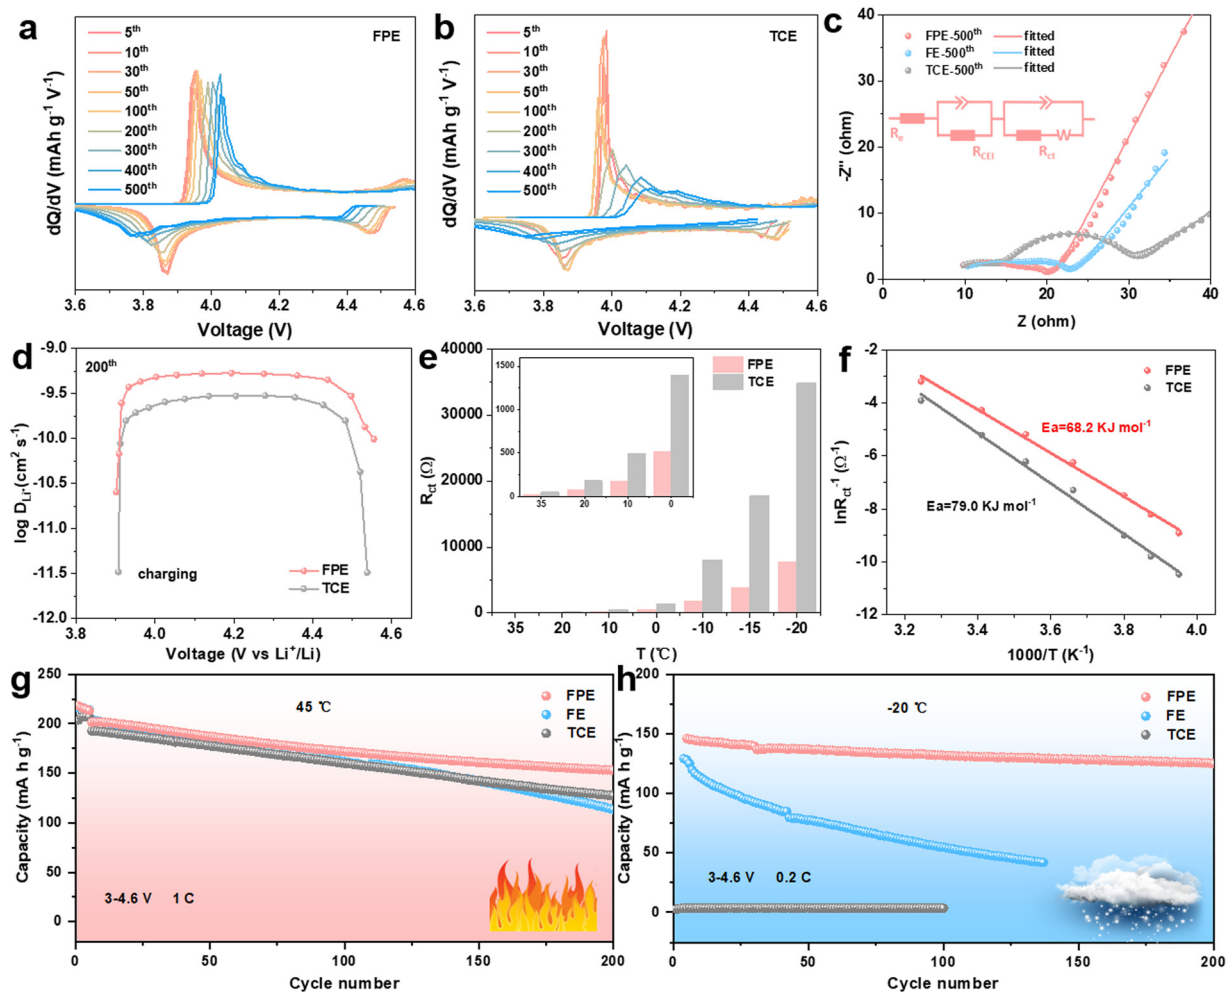 a
FPE
5th
10th
30th
50th
100th
200th
300th
400th
500th
dQ/dV (mAh g-1 V-1)
3.6 4.0 4.4 4.6
Voltage (V)
b
TCE
5th
10th
30th
50th
100th
200th
300th
400th
500th
dQ/dV (mAh g-1 V-1)
3.6 4.0 4.4 4.6
Voltage (V)
c
FPE-500th fitted
FE-500th fitted
TCE-500th fitted
Re
RCEI
Rct
W
-Z'' (ohm)
40
30
20
10
0
0 10 20 30 40
Z (ohm)
d
200th
log DLi+(cm2 s-1)
-9.0
-9.5
-10.0
-10.5
-11.0
-11.5
-12.0
charging
FPE
TCE
3.8 4.0 4.2 4.4 4.6
Voltage (V vs Li+/Li)
e
FPE
TCE
Rct (Ω)
40000
30000
20000
10000
0
1500
1000
500
0
35 20 10 0
35 20 10 0 -10 -15 -20
T (℃)
f
FPE
TCE
Ea=68.2 KJ mol-1
Ea=79.0 KJ mol-1
lnRct-1 (Ω-1)
-2
-4
-6
-8
-10
-12
3.2 3.4 3.6 3.8 4.0
1000/T (K-1)
g
45 ℃
FPE
FE
TCE
Capacity (mA h g-1)
250
200
150
100
50
0
3-4.6 V 1 C
0 50 100 150 200
Cycle number
h
-20 ℃
FPE
FE
TCE
Capacity (mA h g-1)
200
150
100
50
0
3-4.6 V 0.2 C
0 50 100 150 200
Cycle number